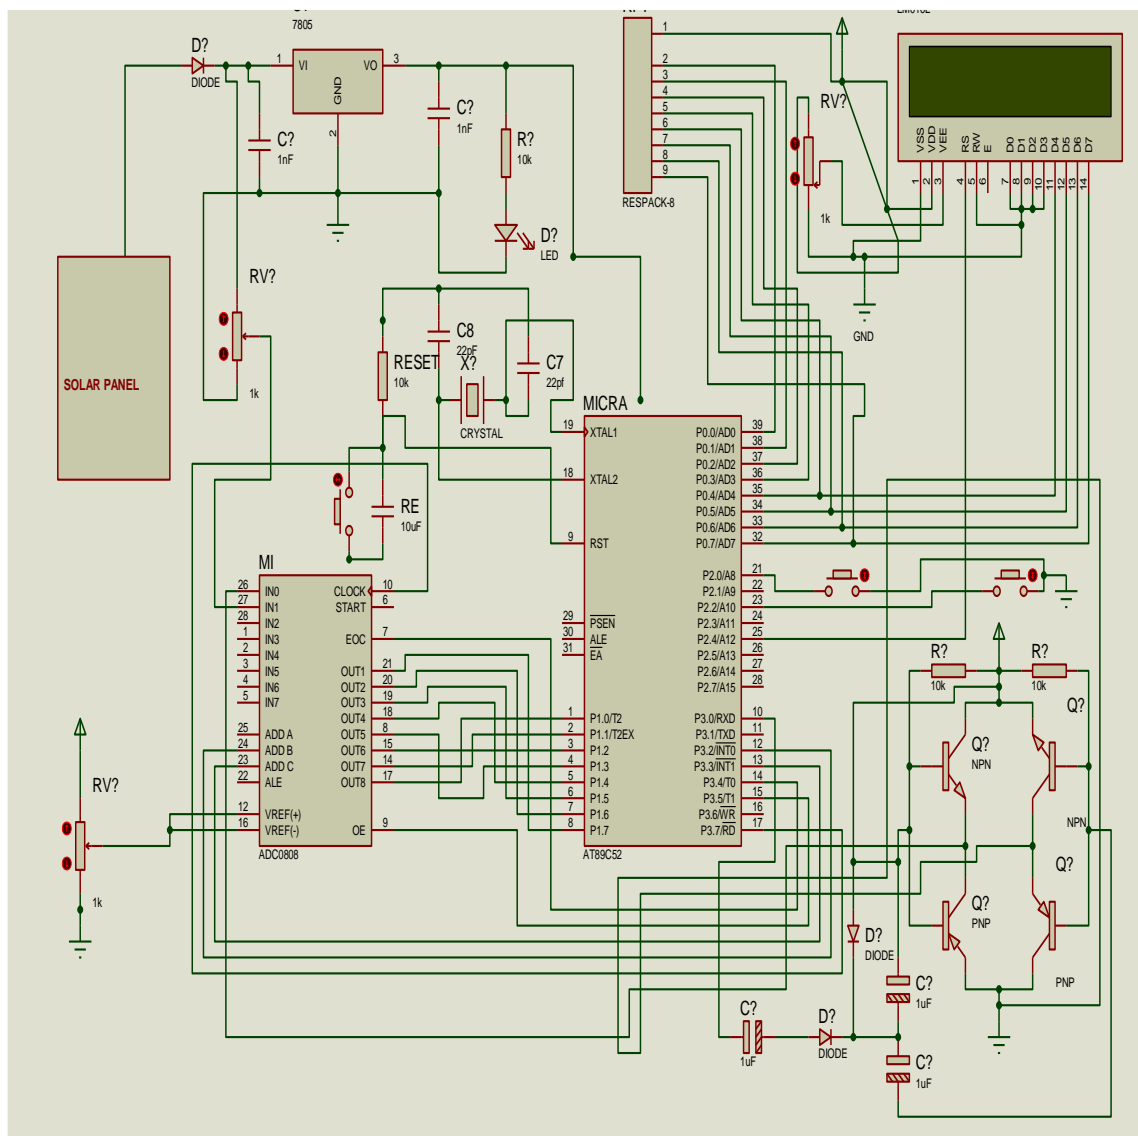 7805
D?
DIODE
1
VI
VO
3
GND
2
C?
1nF
C?
1nF
R?
10k
D?
LED
1
2
3
4
5
6
7
8
9
RESPACK-8
RV?
1k
VSS
VDD
VEE
RS
RW
E
D0
D1
D2
D3
D4
D5
D6
D7
1
2
3
4
5
6
7
8
9
10
11
12
13
14
GND
SOLAR PANEL
RV?
1k
RESET
10k
C8
22pF
X?
CRYSTAL
C7
22pf
RE
10uF
MICRA
19
XTAL1
18
XTAL2
9
RST
29
PSEN
30
ALE
31
EA
1
P1.0/T2
2
P1.1/T2EX
3
P1.2
4
P1.3
5
P1.4
6
P1.5
7
P1.6
8
P1.7
P0.0/AD0
39
P0.1/AD1
38
P0.2/AD2
37
P0.3/AD3
36
P0.4/AD4
35
P0.5/AD5
34
P0.6/AD6
33
P0.7/AD7
32
P2.0/A8
21
P2.1/A9
22
P2.2/A10
23
P2.3/A11
24
P2.4/A12
25
P2.5/A13
26
P2.6/A14
27
P2.7/A15
28
P3.0/RXD
10
P3.1/TXD
11
P3.2/INT0
12
P3.3/INT1
13
P3.4/T0
14
P3.5/T1
15
P3.6/WR
16
P3.7/RD
17
AT89C52
MI
26
IN0
27
IN1
28
IN2
1
IN3
2
IN4
3
IN5
4
IN6
5
IN7
25
ADD A
24
ADD B
23
ADD C
22
ALE
12
VREF(+)
16
VREF(-)
CLOCK
10
START
6
EOC
7
OUT1
21
OUT2
20
OUT3
19
OUT4
18
OUT5
8
OUT6
15
OUT7
14
OUT8
17
OE
9
ADC0808
RV?
1k
R?
10k
R?
10k
Q?
NPN
Q?
NPN
Q?
PNP
Q?
PNP
D?
DIODE
C?
1uF
D?
DIODE
C?
1uF
C?
1uF